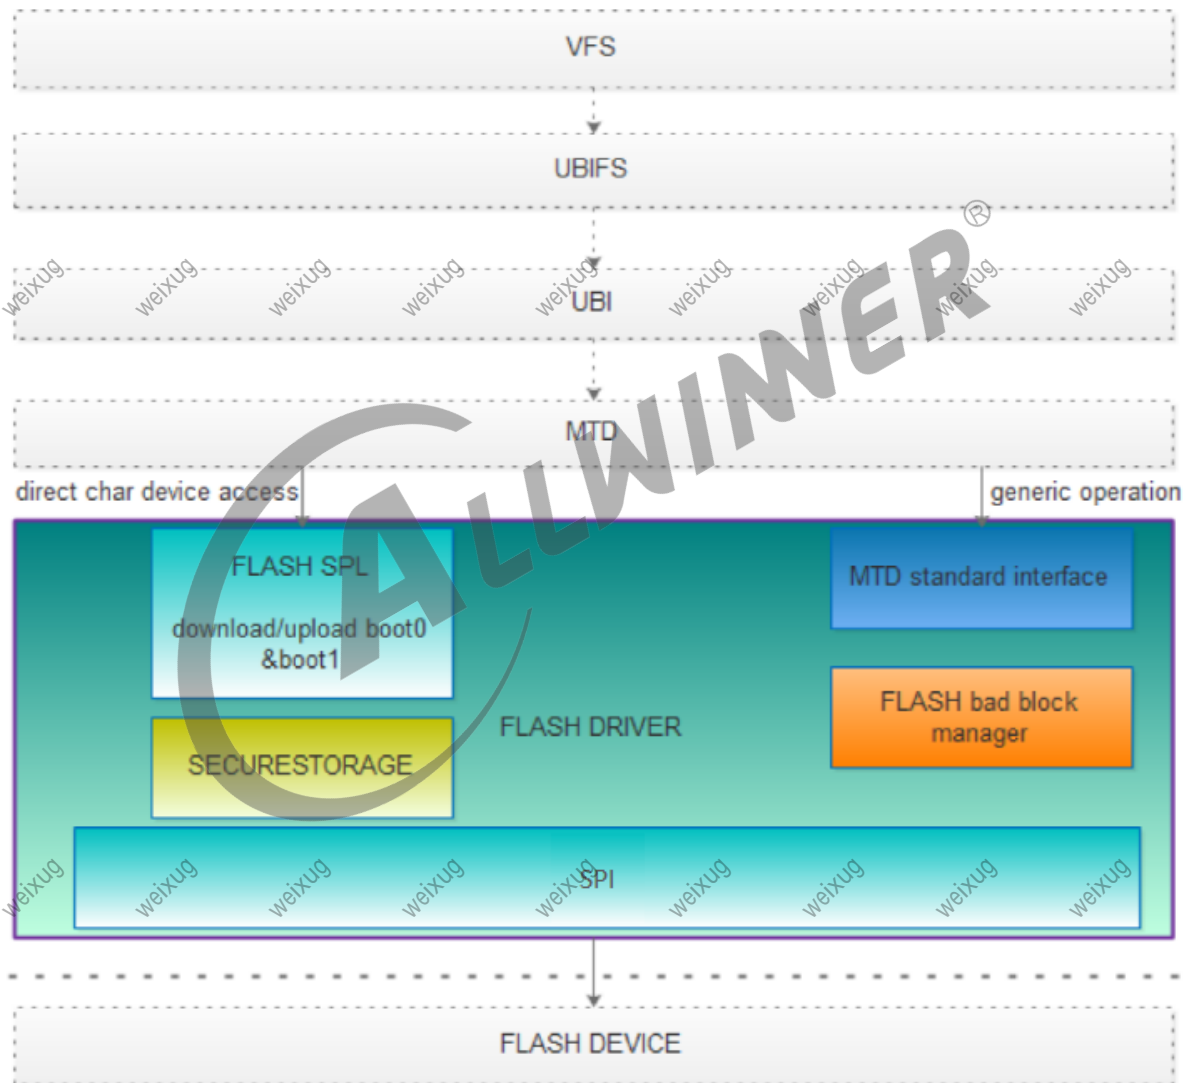 VFS
UBIFS
®
weixug weixug weixug weixug weixug weixug weixug weixug weixug
UBI
ALLWINNER
MTD
direct char device access
generic operation
FLASH SPL
download/upload boot0
&boot1
MTD standard interface
FLASH bad block
manager
FLASH DRIVER
SECURESTORAGE
SPI
weixug weixug weixug weixug weixug weixug weixug weixug weixug
FLASH DEVICE